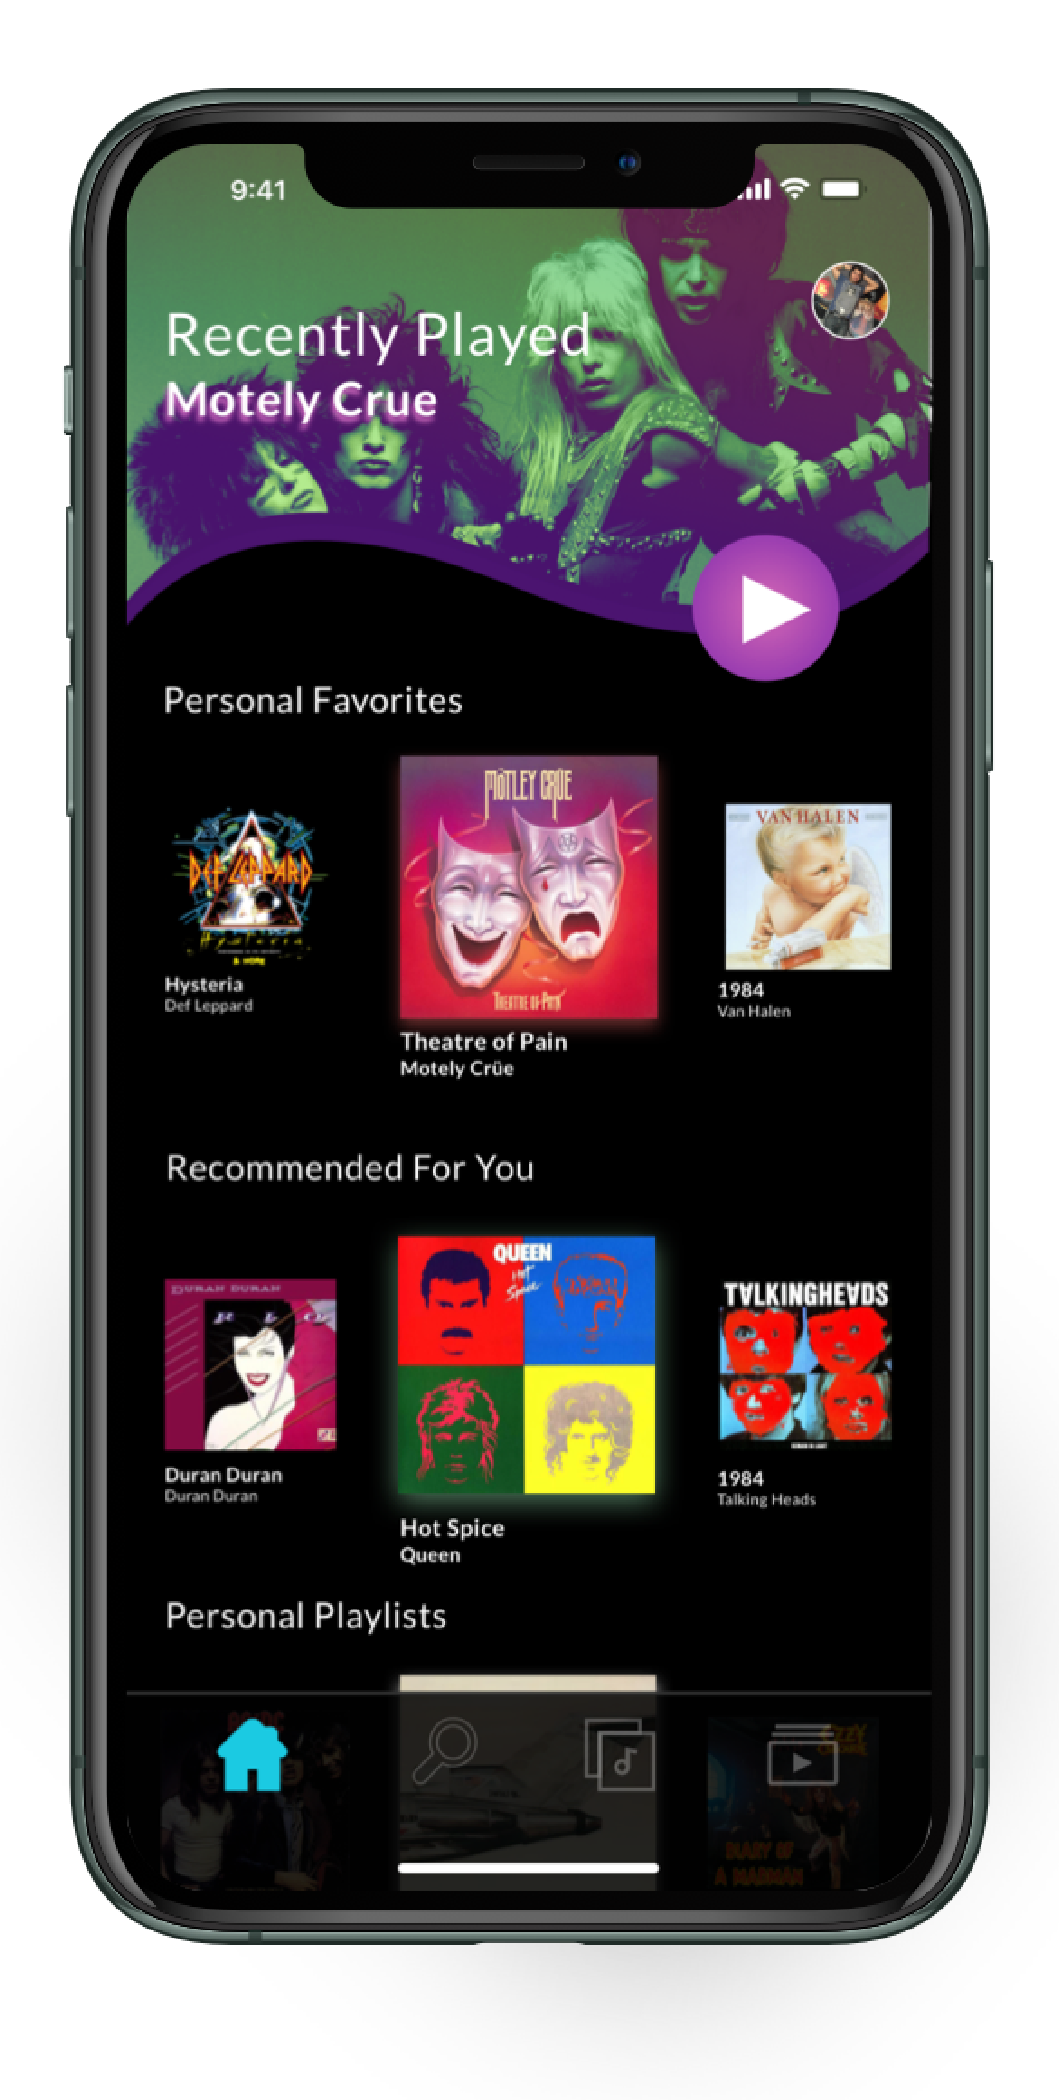 9:41
Recently Played
Motely Crue
Personal Favorites
MÖTLEY CRÜE
THEATRE OF PAIN
DEF LEPPARD
Hysteria
VAN HALEN
Hysteria
Def Leppard
Theatre of Pain
Motely Crüe
1984
Van Halen
Recommended For You
DURAN DURAN
RIO
QUEEN
Hot
Space
TALKINGHEADS
Duran Duran
Duran Duran
Hot Spice
Queen
1984
Talking Heads
Personal Playlists
AC/DC
OZZY
DIARY OF
A MADMAN